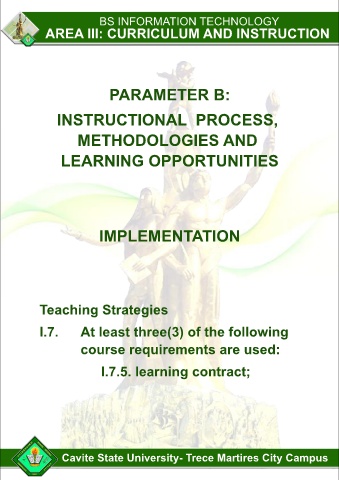 BS INFORMATION TECHNOLOGY
AREA III: CURRICULUM AND INSTRUCTION
PARAMETER B:
INSTRUCTIONAL PROCESS,
METHODOLOGIES AND
LEARNING OPPORTUNITIES
IMPLEMENTATION
Teaching Strategies
I.7. At least three(3) of the following
course requirements are used:
I.7.5. learning contract;
Cavite State University- Trece Martires City Campus